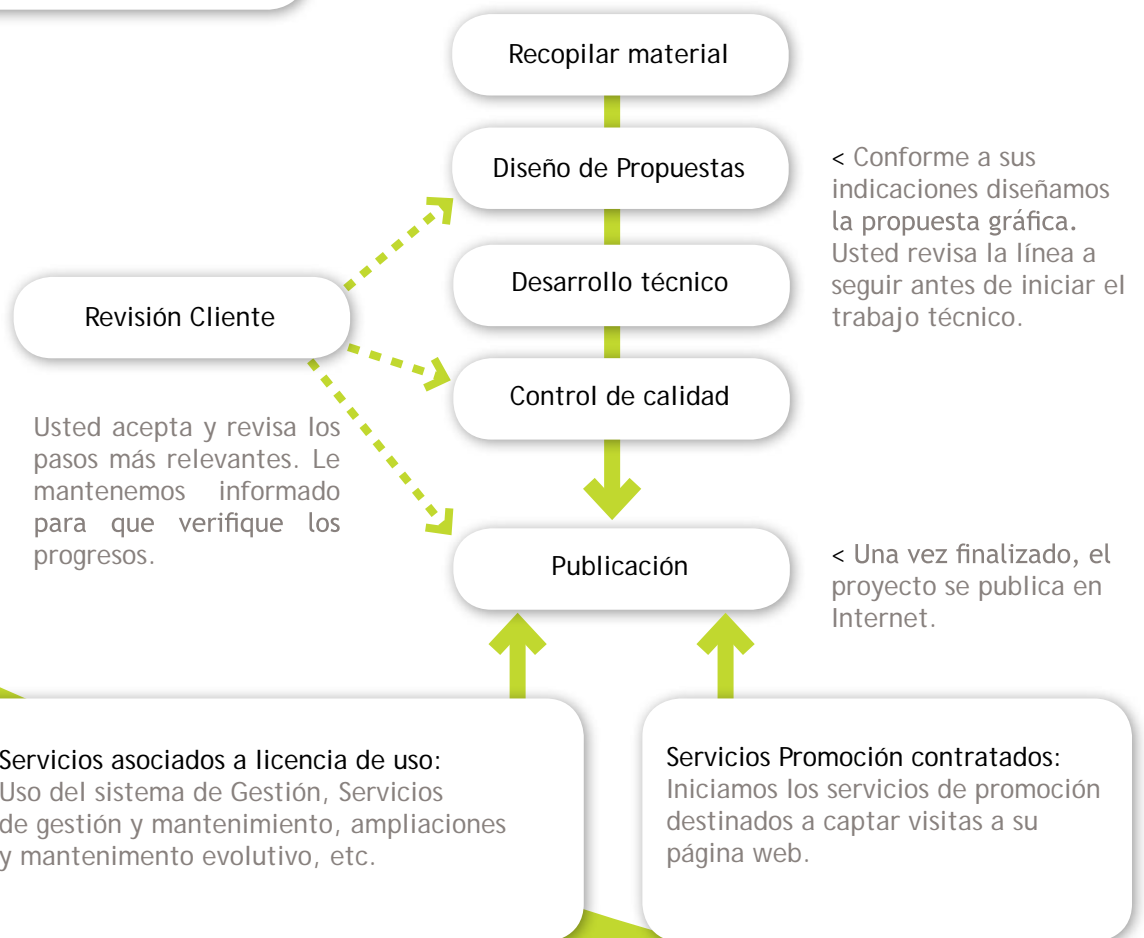 Recopilar material
Diseño de Propuestas
< Conforme a sus
indicaciones diseñamos
la propuesta gráfica.
Usted revisa la línea a
seguir antes de iniciar el
trabajo técnico.
Desarrollo técnico
Revisión Cliente
Control de calidad
Usted acepta y revisa los
pasos más relevantes. Le
mantenemos informado
para que verifique los
progresos.
Publicación
< Una vez finalizado, el
proyecto se publica en
Internet.
Servicios asociados a licencia de uso:
Uso del sistema de Gestión, Servicios
de gestión y mantenimiento, ampliaciones
y mantenimento evolutivo, etc.
Servicios Promoción contratados:
Iniciamos los servicios de promoción
destinados a captar visitas a su
página web.